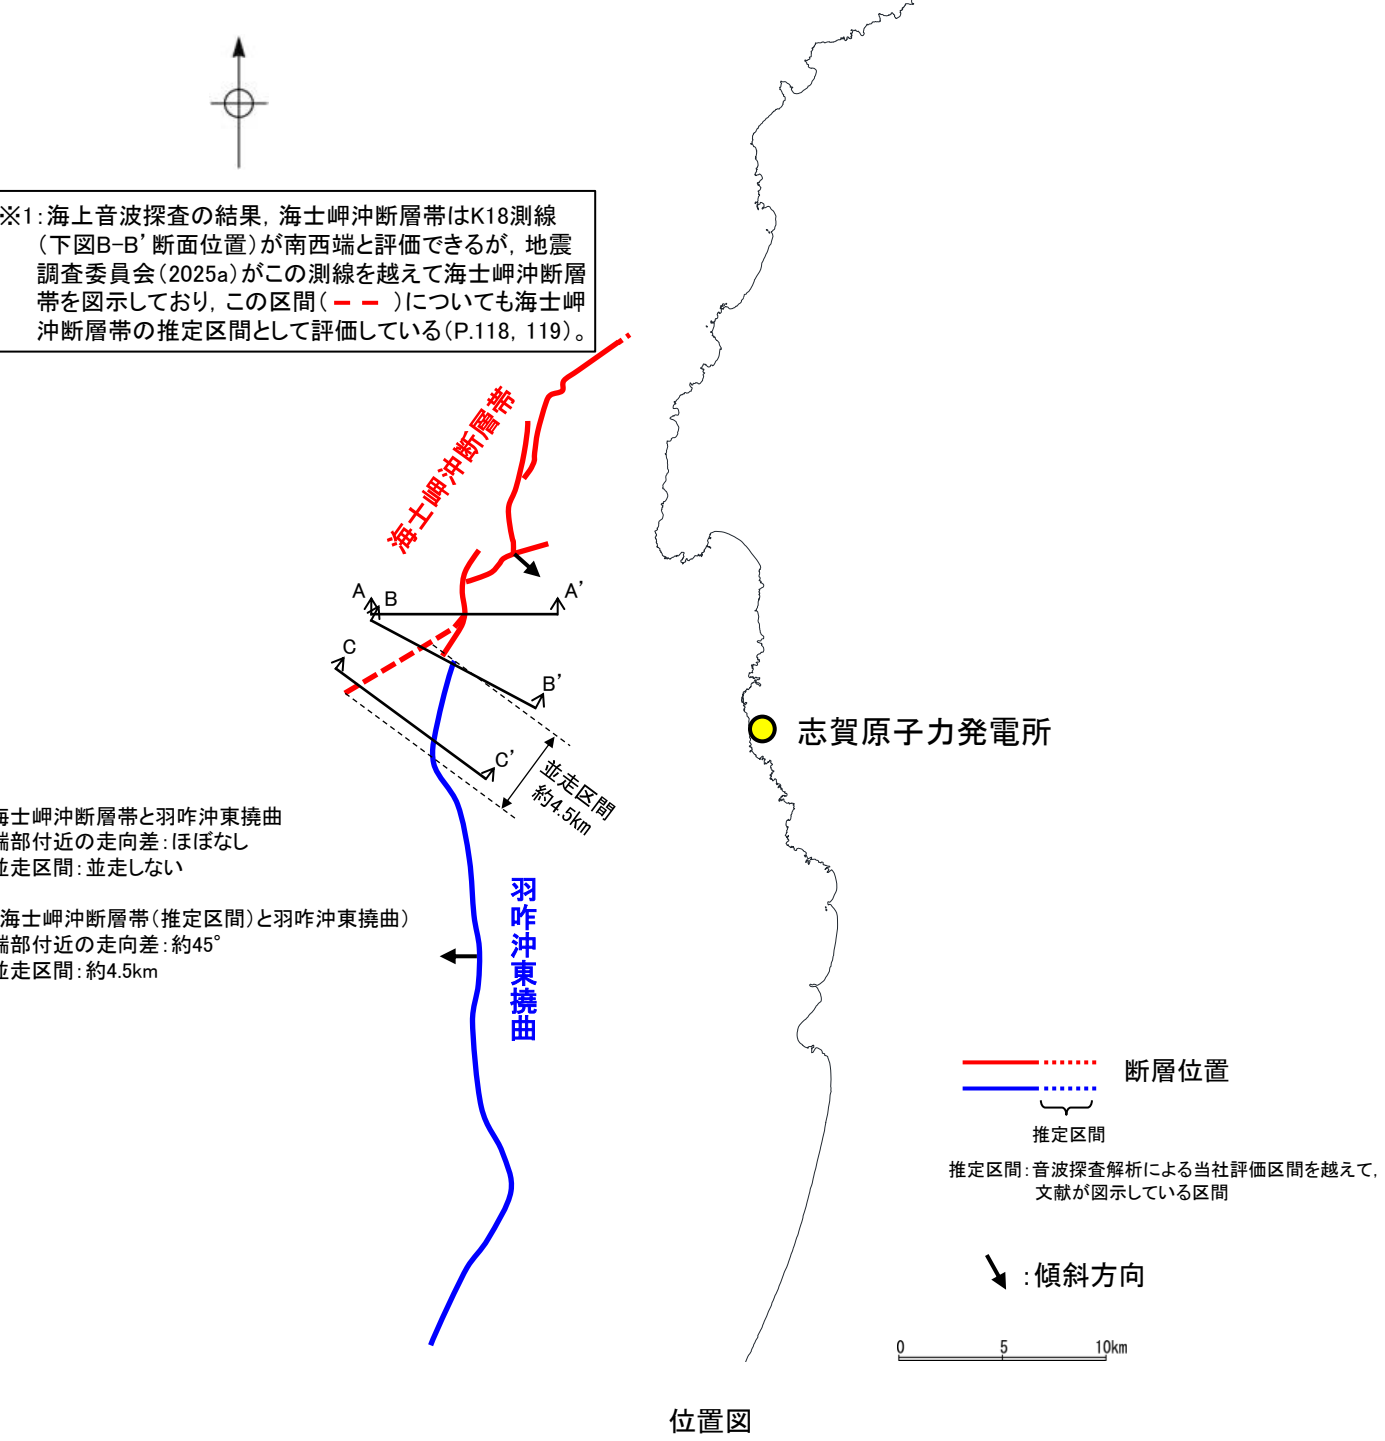 ※1：海上音波探査の結果，海士岬沖断層帯はK18測線
（下図B-B’断面位置）が南西端と評価できるが，地震
調査委員会（2025a）がこの測線を越えて海士岬沖断層
帯を図示しており，この区間（ ）についても海士岬
沖断層帯の推定区間として評価している（P.118，119）。
海士岬沖断層帯
A
B
A’
C
B’
C’
並走区間
約4.5km
志賀原子力発電所
海士岬沖断層帯と羽咋沖東撓曲
端部付近の走向差：ほぼなし
並走区間：並走しない
海士岬沖断層帯（推定区間）と羽咋沖東撓曲）
端部付近の走向差：約45°
並走区間：約4.5km
羽咋沖東撓曲
断層位置
推定区間
推定区間：音波探査解析による当社評価区間を越えて，
文献が図示している区間
：傾斜方向
0 5 10km
位置図